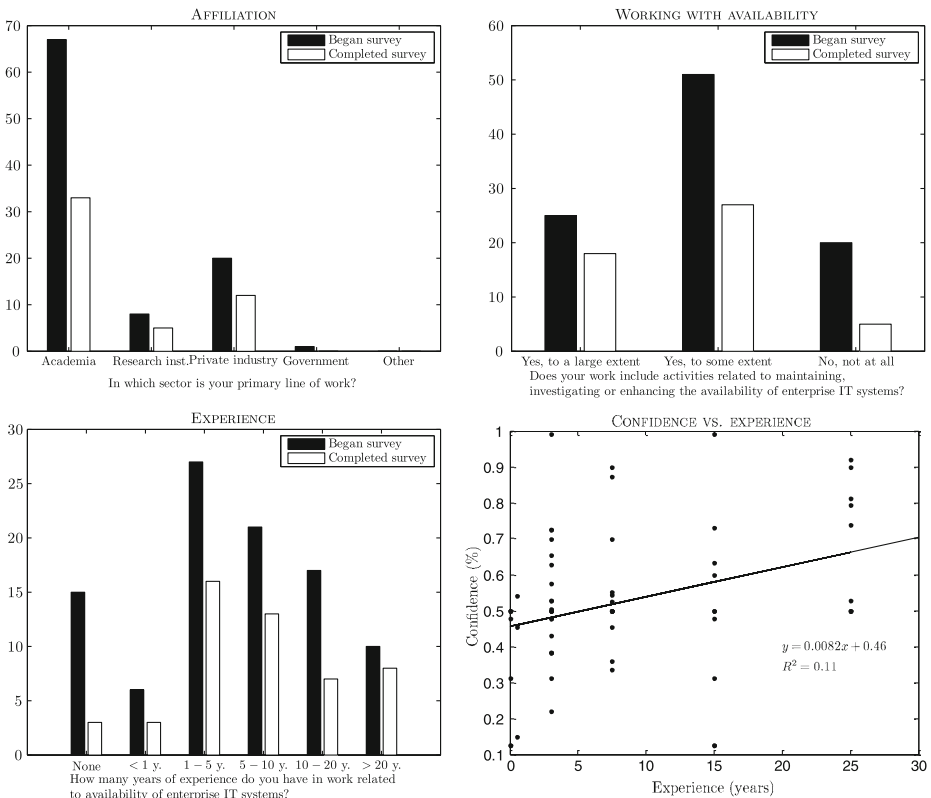 AFFILIATION
70
60
50
40
30
20
10
0
Began survey
Completed survey
Academia Research inst. Private industry Government Other
In which sector is your primary line of work?
WORKING WITH AVAILABILITY
60
50
40
30
20
10
0
Began survey
Completed survey
Yes, to a large extent Yes, to some extent No, not at all
Does your work include activities related to maintaining,
investigating or enhancing the availability of enterprise IT systems?
EXPERIENCE
30
25
20
15
10
5
0
Began survey
Completed survey
None < 1 y. 1 − 5 y. 5 − 10 y. 10 − 20 y. > 20 y.
How many years of experience do you have in work related
to availability of enterprise IT systems?
CONFIDENCE VS. EXPERIENCE
1
0.9
0.8
0.7
0.6
0.5
0.4
0.3
0.2
0.1
Confidence (%)
y = 0.0082x + 0.46
R² = 0.11
0 5 10 15 20 25 30
Experience (years)